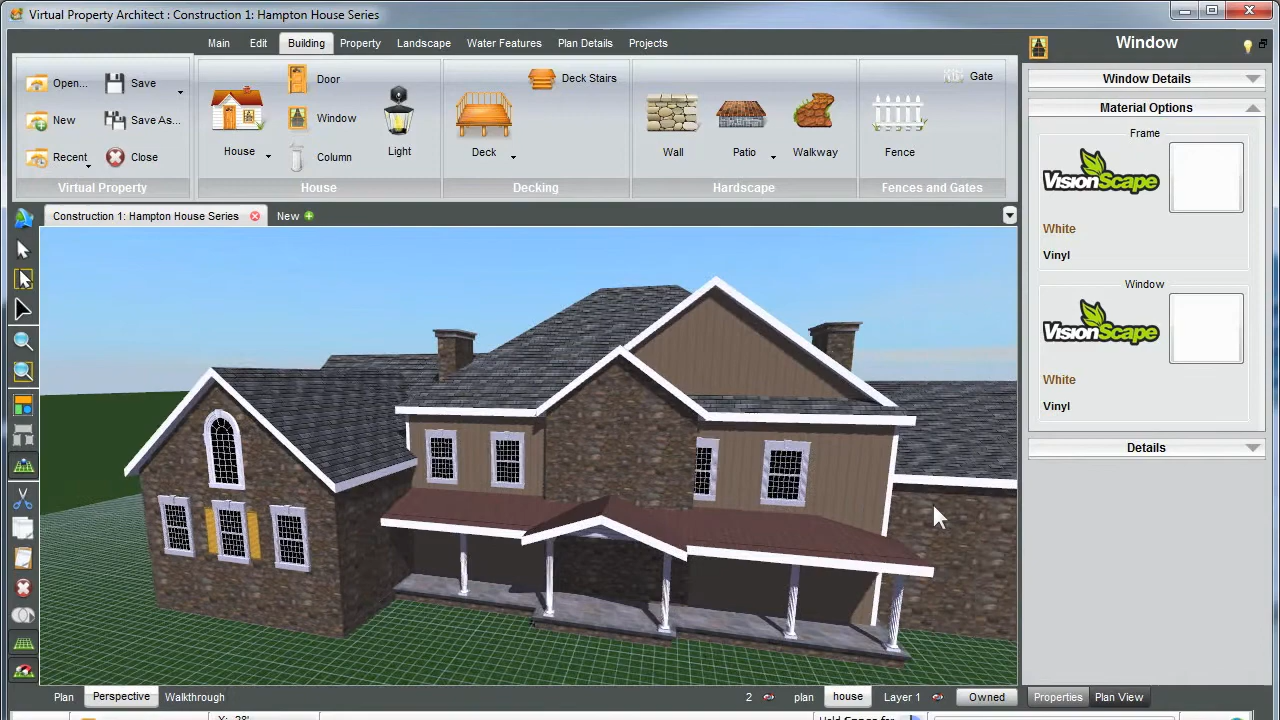 Virtual Property Architect : Construction 1: Hampton House Series
Main Edit Building Property Landscape Water Features Plan Details Projects
Open... Save
New Save As...
Recent Close
Virtual Property
House Door Window Column Light
House
Deck Deck Stairs
Decking
Wall Patio Walkway
Hardscape
Fence Gate
Fences and Gates
Construction 1: Hampton House Series New
Window
Window Details
Material Options
Frame
VisionScape
White
Vinyl
Window
VisionScape
White
Vinyl
Details
Plan Perspective Walkthrough 2 plan house Layer 1 Owned Properties Plan View
X: 28'
Hold Space for